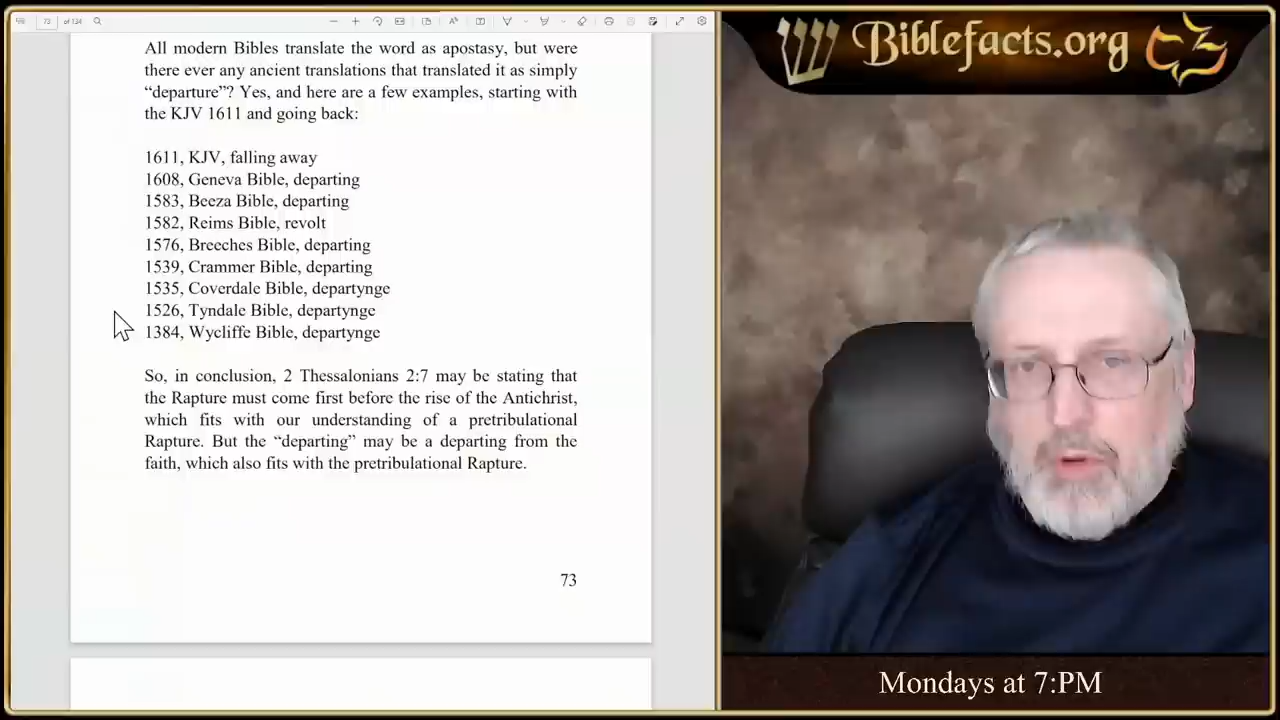 73
of 134
All modern Bibles translate the word as apostasy, but were
there ever any ancient translations that translated it as simply
“departure”? Yes, and here are a few examples, starting with
the KJV 1611 and going back:
1611, KJV, falling away
1608, Geneva Bible, departing
1583, Beeza Bible, departing
1582, Reims Bible, revolt
1576, Breeches Bible, departing
1539, Crammer Bible, departing
1535, Coverdale Bible, departynge
1526, Tyndale Bible, departynge
1384, Wycliffe Bible, departynge
So, in conclusion, 2 Thessalonians 2:7 may be stating that
the Rapture must come first before the rise of the Antichrist,
which fits with our understanding of a pretribulational
Rapture. But the “departing” may be a departing from the
faith, which also fits with the pretribulational Rapture.
73
ש Biblefacts.org
Mondays at 7:PM